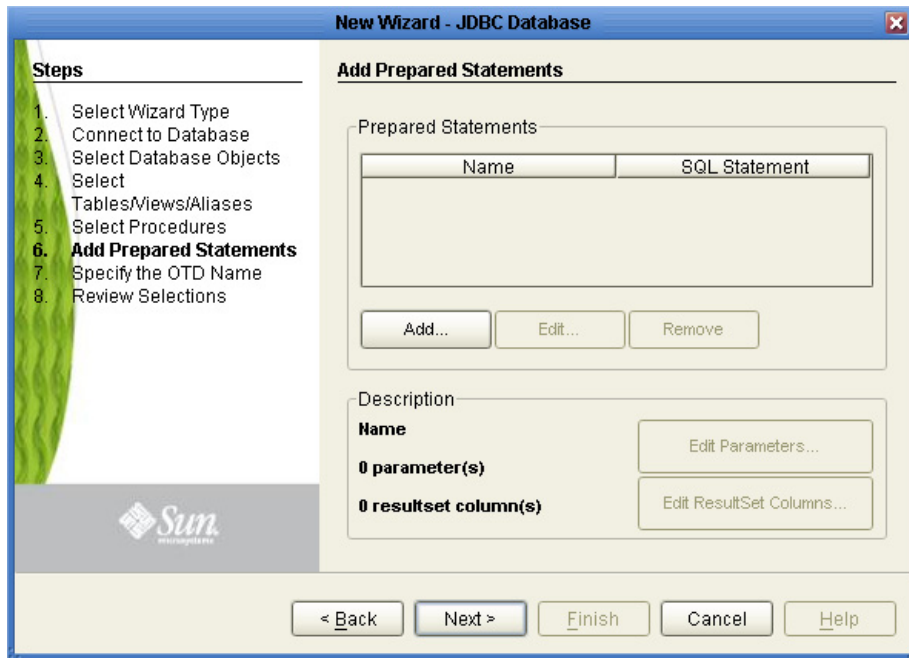 New Wizard - JDBC Database
Steps
1. Select Wizard Type
2. Connect to Database
3. Select Database Objects
4. Select
Tables/Views/Aliases
5. Select Procedures
6. Add Prepared Statements
7. Specify the OTD Name
8. Review Selections
Sun
microsystems
Add Prepared Statements
Prepared Statements
Name SQL Statement
Add... Edit... Remove
Description
Name
0 parameter(s)
0 resultset column(s)
Edit Parameters...
Edit ResultSet Columns...
< Back Next > Finish Cancel Help